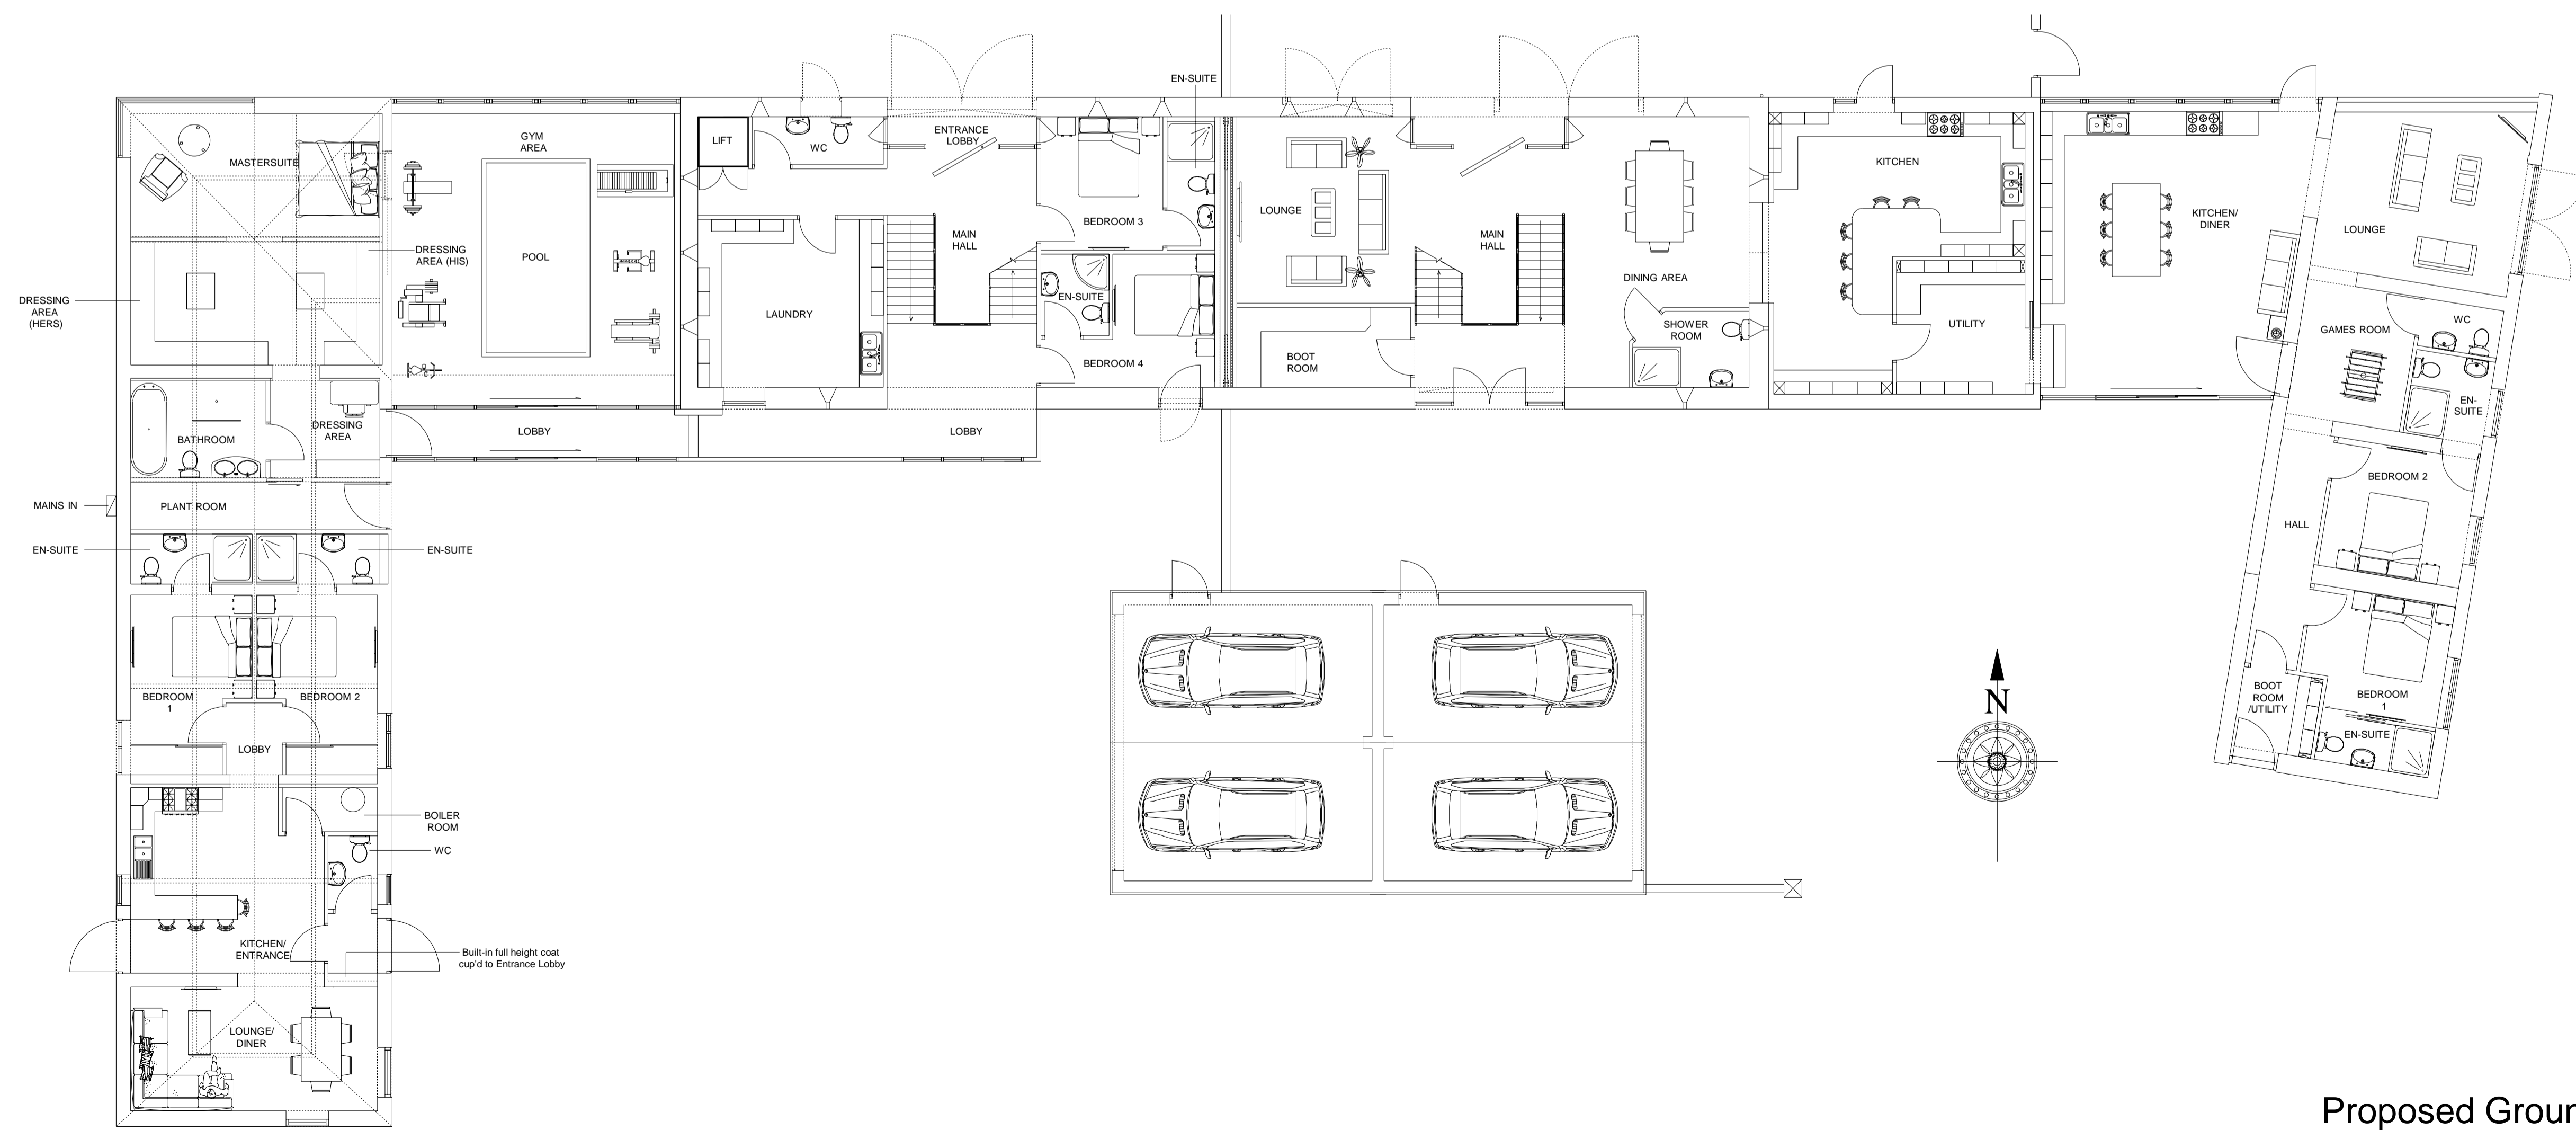 EN-SUITE
GYM
AREA
LIFT
WC
ENTRANCE
LOBBY
MASTERSUITE
BEDROOM 3
MAIN
HALL
LOUNGE
MAIN
HALL
DINING AREA
KITCHEN
KITCHEN/
DINER
LOUNGE
DRESSING
AREA (HIS)
POOL
DRESSING
AREA
(HERS)
LAUNDRY
EN-SUITE
BEDROOM 4
BOOT
ROOM
SHOWER
ROOM
UTILITY
GAMES ROOM
WC
EN-
SUITE
DRESSING
AREA
BATHROOM
LOBBY
LOBBY
MAINS IN
PLANT ROOM
BEDROOM 2
HALL
EN-SUITE
EN-SUITE
BEDROOM
1
BEDROOM 2
LOBBY
N
BOOT
ROOM
/UTILITY
BEDROOM
1
EN-SUITE
BOILER
ROOM
WC
KITCHEN/
ENTRANCE
Built-in full height coat
cup'd to Entrance Lobby
LOUNGE/
DINER
Proposed Groun